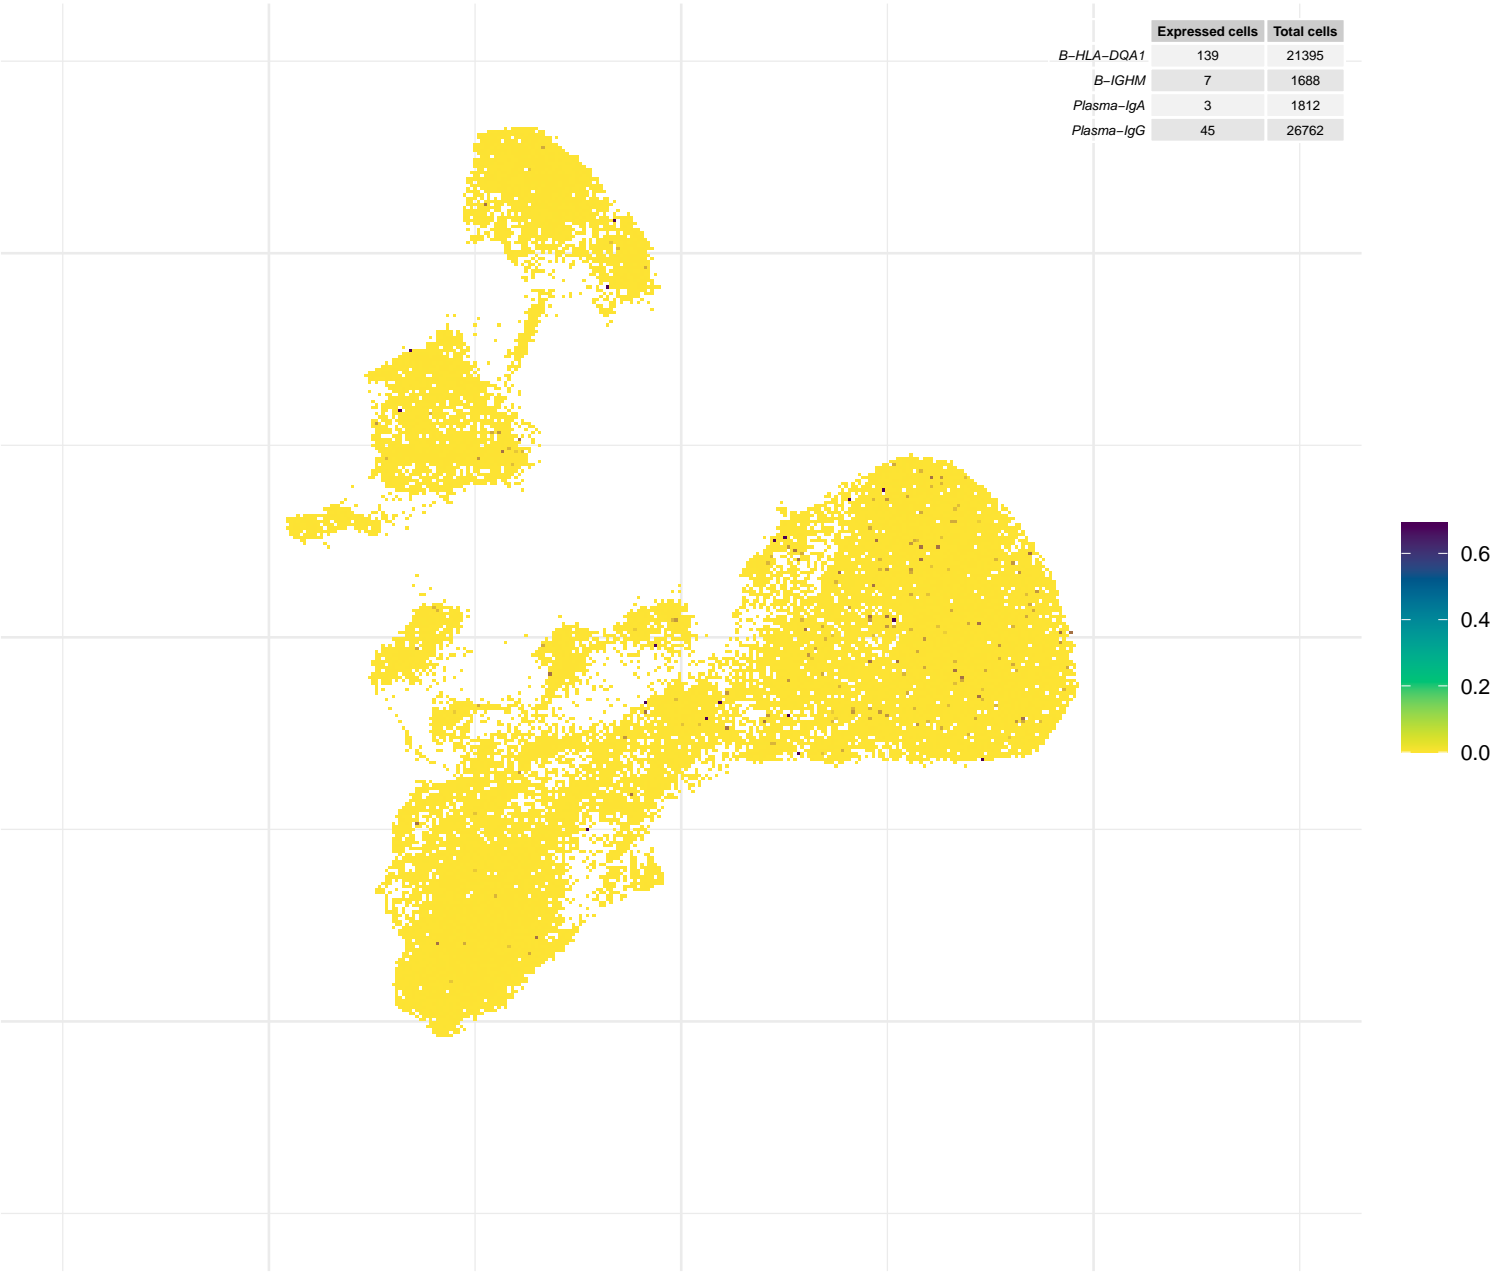 Expressed cells Total cells
B−HLA−DQA1 139 21395
B−IGHM 7 1688
Plasma−IgA 3 1812
Plasma−IgG 45 26762
0.6
0.4
0.2
0.0